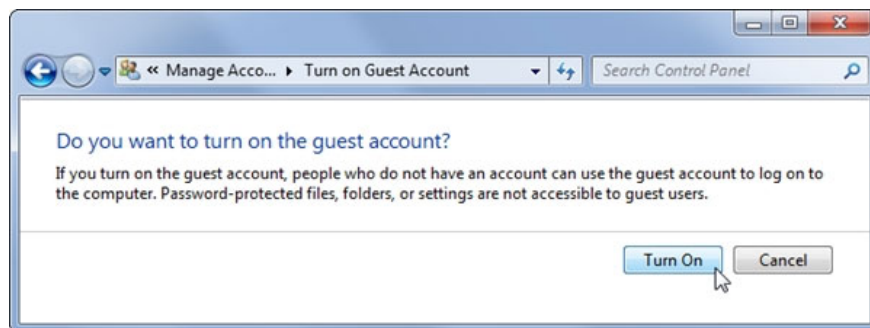 « Manage Acco... ▸ Turn on Guest Account
Search Control Panel
Do you want to turn on the guest account?
If you turn on the guest account, people who do not have an account can use the guest account to log on to
the computer. Password-protected files, folders, or settings are not accessible to guest users.
Turn On
Cancel